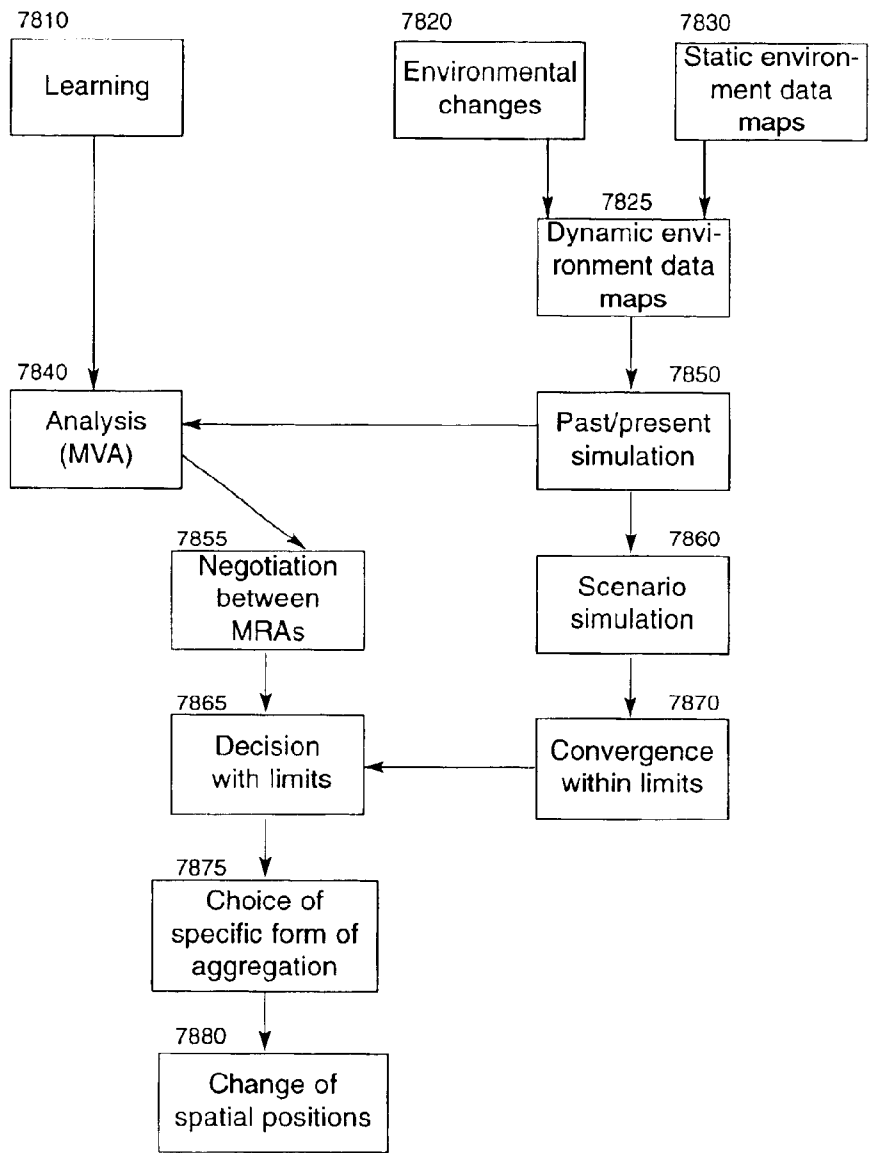 7810
Learning
7820
Environmental
changes
7830
Static environ-
ment data
maps
7825
Dynamic envi-
ronment data
maps
7840
Analysis
(MVA)
7850
Past/present
simulation
7855
Negotiation
between
MRAs
7860
Scenario
simulation
7865
Decision
with limits
7870
Convergence
within limits
7875
Choice of
specific form of
aggregation
7880
Change of
spatial positions